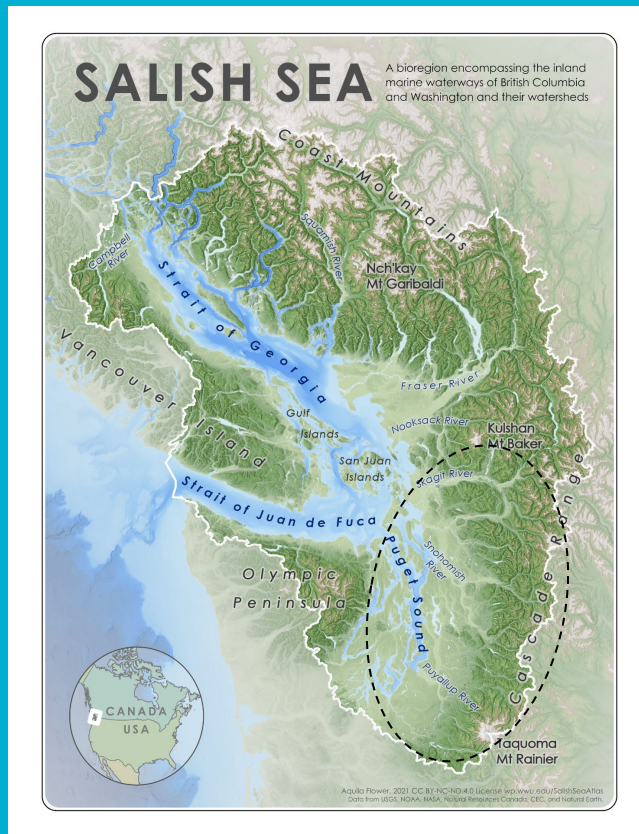 SALISH SEA
A bioregion encompassing the inland
marine waterways of British Columbia
and Washington and their watersheds
Coast Mountains
Campbell
River
Squamish River
Nch'kay
Mt Garibaldi
Strait of Georgia
Vancouver Island
Fraser River
Gulf
Islands
Nooksack River
Kulshan
Mt Baker
San Juan
Islands
Skagit River
Strait of Juan de Fuca
Puget Sound
Snohomish
River
Olympic
Peninsula
Cascade Range
Puyallup River
Taquoma
Mt Rainier
CANADA
USA
Aquila Flower, 2021 CC BY-NC-ND 4.0 License wp.wwu.edu/SalishSeaAtlas
Data from USGS, NOAA, NASA, Natural Resources Canada, CEC, and Natural Earth.